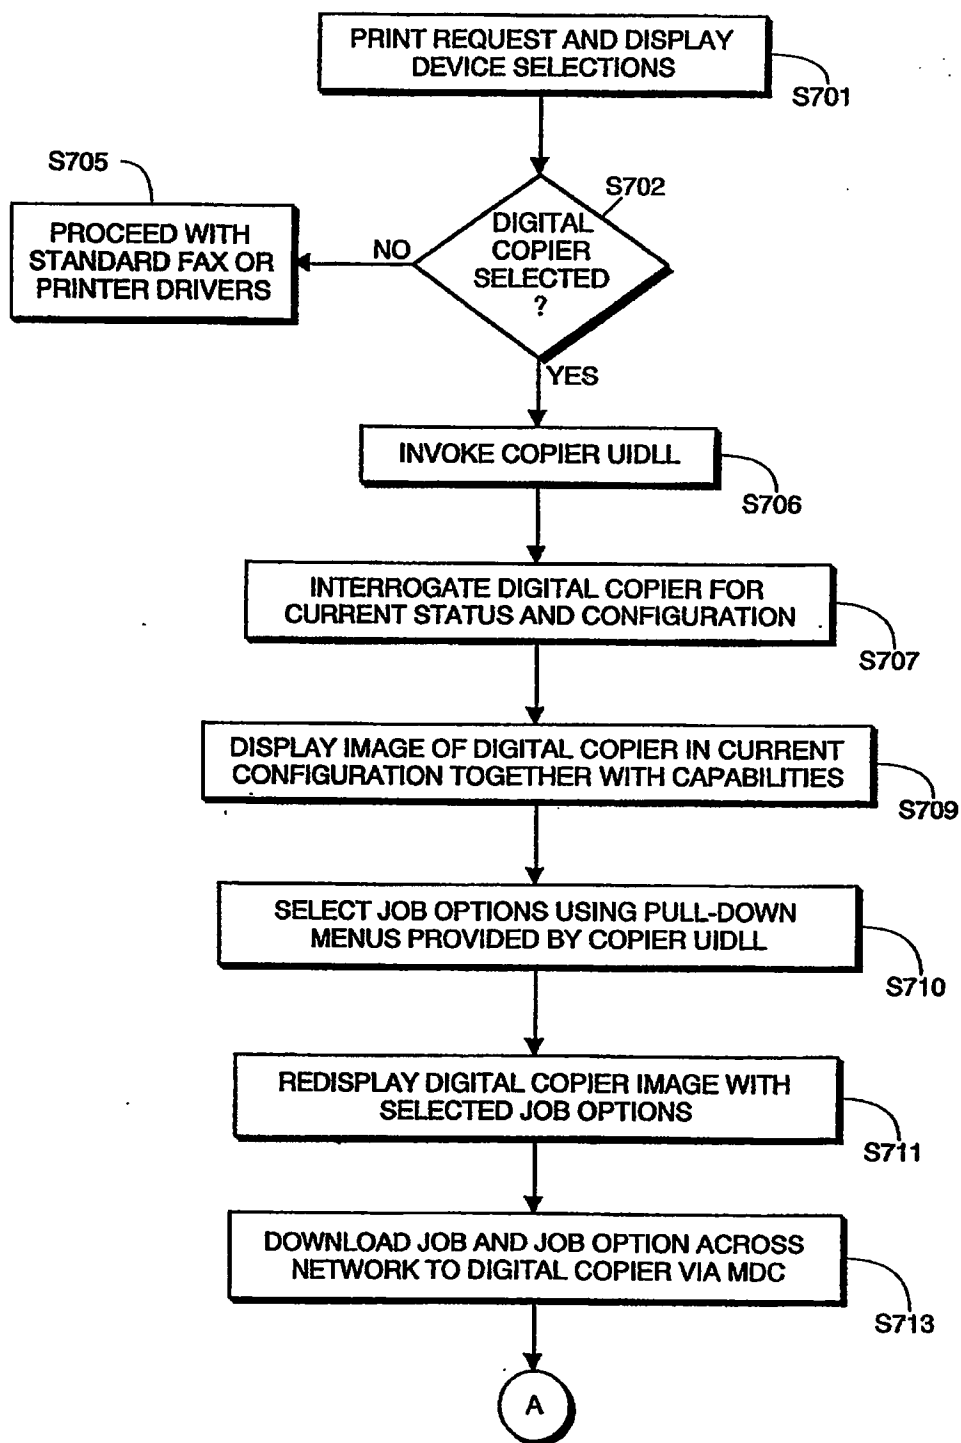 PRINT REQUEST AND DISPLAY
DEVICE SELECTIONS
S701
S705
S702
PROCEED WITH
STANDARD FAX OR
PRINTER DRIVERS
NO
DIGITAL
COPIER
SELECTED
?
YES
INVOKE COPIER UIDLL
S706
INTERROGATE DIGITAL COPIER FOR
CURRENT STATUS AND CONFIGURATION
S707
DISPLAY IMAGE OF DIGITAL COPIER IN CURRENT
CONFIGURATION TOGETHER WITH CAPABILITIES
S709
SELECT JOB OPTIONS USING PULL-DOWN
MENUS PROVIDED BY COPIER UIDLL
S710
REDISPLAY DIGITAL COPIER IMAGE WITH
SELECTED JOB OPTIONS
S711
DOWNLOAD JOB AND JOB OPTION ACROSS
NETWORK TO DIGITAL COPIER VIA MDC
S713
A